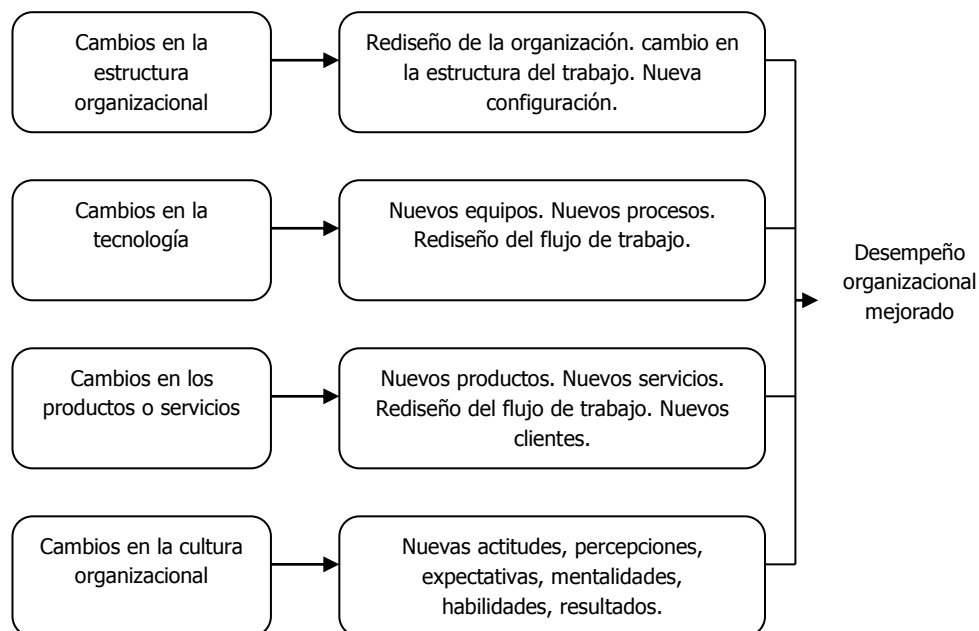 Cambios en la
estructura
organizacional
Rediseño de la organización. cambio en
la estructura del trabajo. Nueva
configuración.
Cambios en la
tecnología
Nuevos equipos. Nuevos procesos.
Rediseño del flujo de trabajo.
Desempeño
organizacional
mejorado
Cambios en los
productos o servicios
Nuevos productos. Nuevos servicios.
Rediseño del flujo de trabajo. Nuevos
clientes.
Cambios en la cultura
organizacional
Nuevas actitudes, percepciones,
expectativas, mentalidades,
habilidades, resultados.